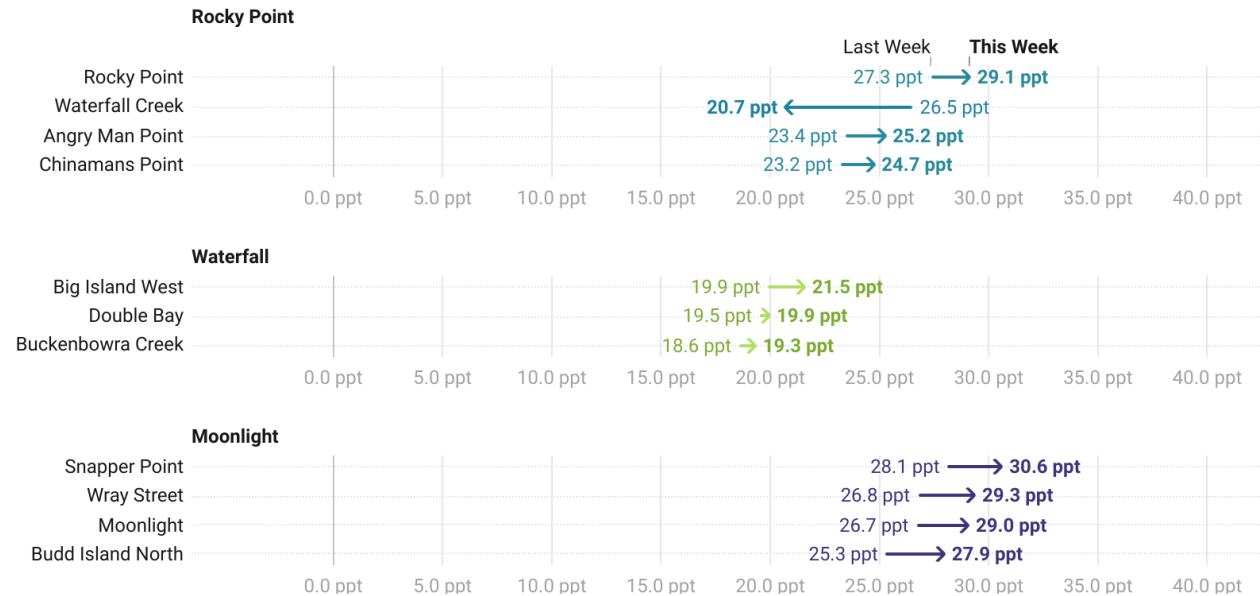 Rocky Point
Last Week This Week
Rocky Point 27.3 ppt 29.1 ppt
Waterfall Creek 20.7 ppt 26.5 ppt
Angry Man Point 23.4 ppt 25.2 ppt
Chinamans Point 23.2 ppt 24.7 ppt
0.0 ppt 5.0 ppt 10.0 ppt 15.0 ppt 20.0 ppt 25.0 ppt 30.0 ppt 35.0 ppt 40.0 ppt
Waterfall
Big Island West 19.9 ppt 21.5 ppt
Double Bay 19.5 ppt 19.9 ppt
Buckenbowra Creek 18.6 ppt 19.3 ppt
0.0 ppt 5.0 ppt 10.0 ppt 15.0 ppt 20.0 ppt 25.0 ppt 30.0 ppt 35.0 ppt 40.0 ppt
Moonlight
Snapper Point 28.1 ppt 30.6 ppt
Wray Street 26.8 ppt 29.3 ppt
Moonlight 26.7 ppt 29.0 ppt
Budd Island North 25.3 ppt 27.9 ppt
0.0 ppt 5.0 ppt 10.0 ppt 15.0 ppt 20.0 ppt 25.0 ppt 30.0 ppt 35.0 ppt 40.0 ppt